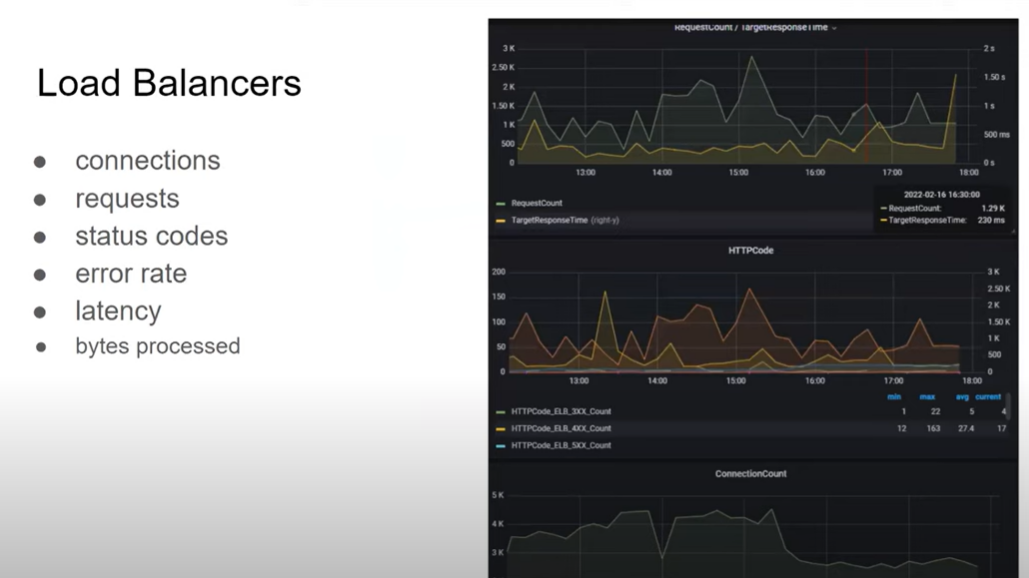 Load Balancers
● connections
● requests
● status codes
● error rate
● latency
● bytes processed
RequestCount / TargetResponseTime
3 K
2.50 K
2 K
1.50 K
1 K
500
0
2 s
1.50 s
1 s
500 ms
0 s
13:00 14:00 15:00 16:00 17:00 18:00
RequestCount
TargetResponseTime (right-y)
2022-02-16 16:30:00
RequestCount: 1.29 K
TargetResponseTime: 230 ms
HTTPCode
200
150
100
50
0
3 K
2.50 K
2 K
1.50 K
1 K
500
0
13:00 14:00 15:00 16:00 17:00 18:00
min max avg current
HTTPCode_ELB_3XX_Count 1 22 5 4
HTTPCode_ELB_4XX_Count 12 163 27.4 17
HTTPCode_ELB_5XX_Count
ConnectionCount
5 K
4 K
3 K